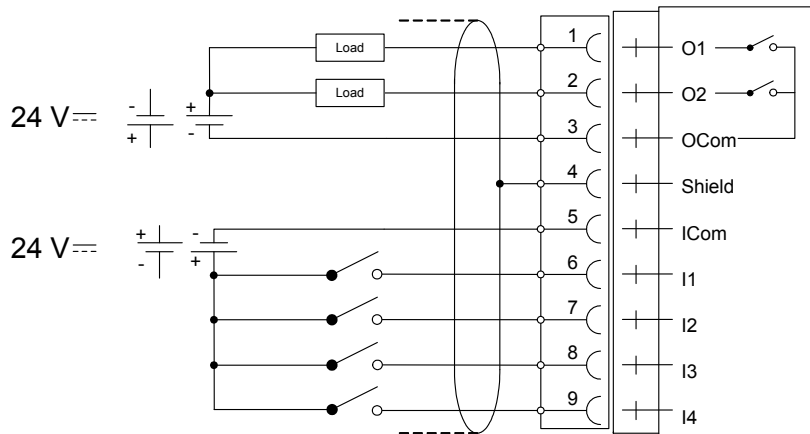 Load
1
O1
Load
2
O2
24 V⎓
-
+
+
-
3
OCom
4
Shield
5
ICom
24 V⎓
+
-
-
+
6
I1
7
I2
8
I3
9
I4